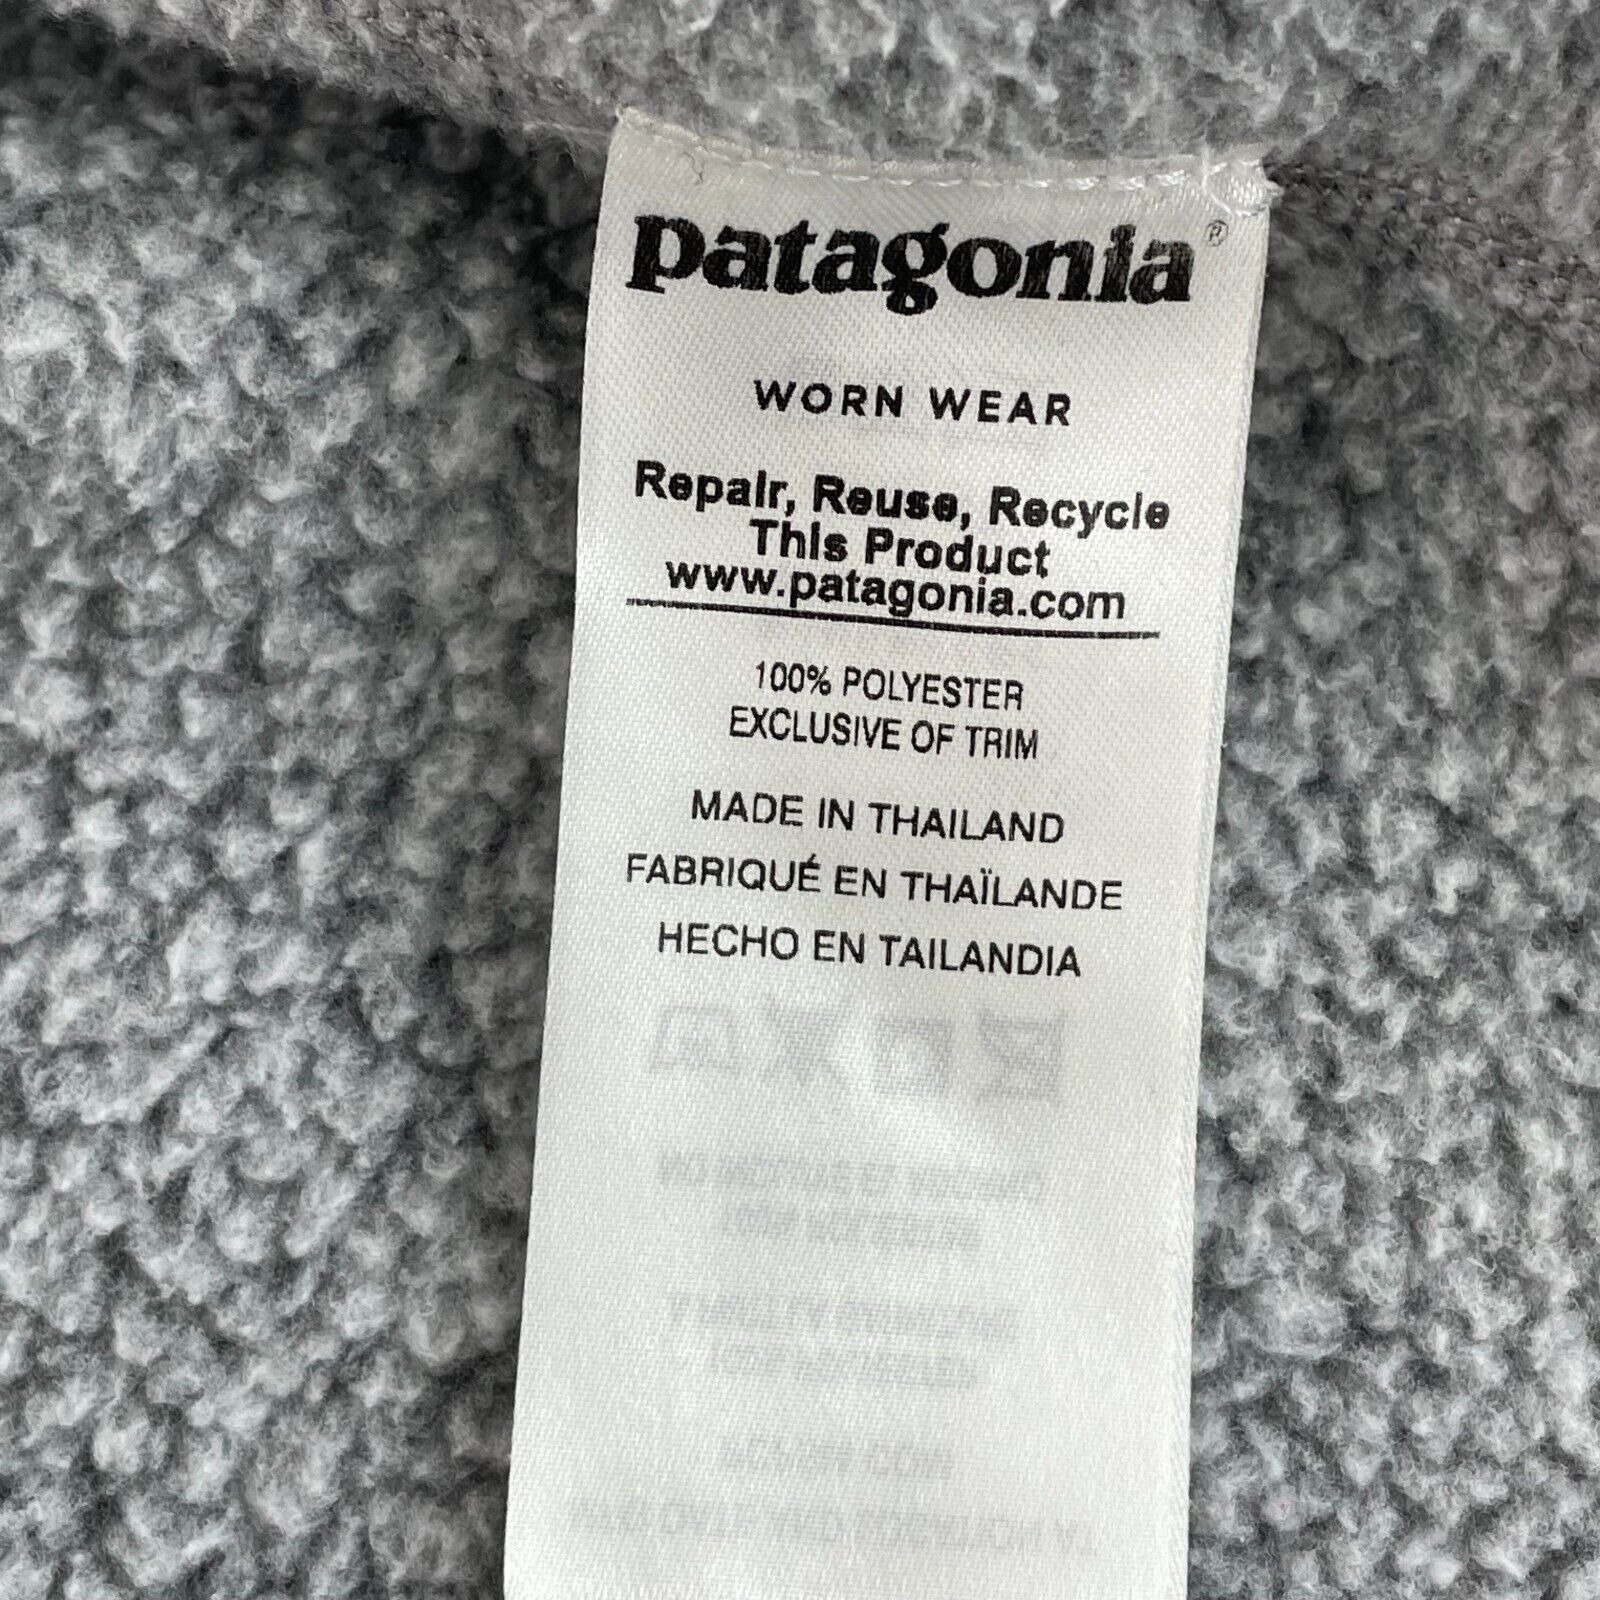 patagonia®
WORN WEAR
Repair, Reuse, Recycle
This Product
www.patagonia.com
100% POLYESTER
EXCLUSIVE OF TRIM
MADE IN THAILAND
FABRIQUÉ EN THAÏLANDE
HECHO EN TAILANDIA